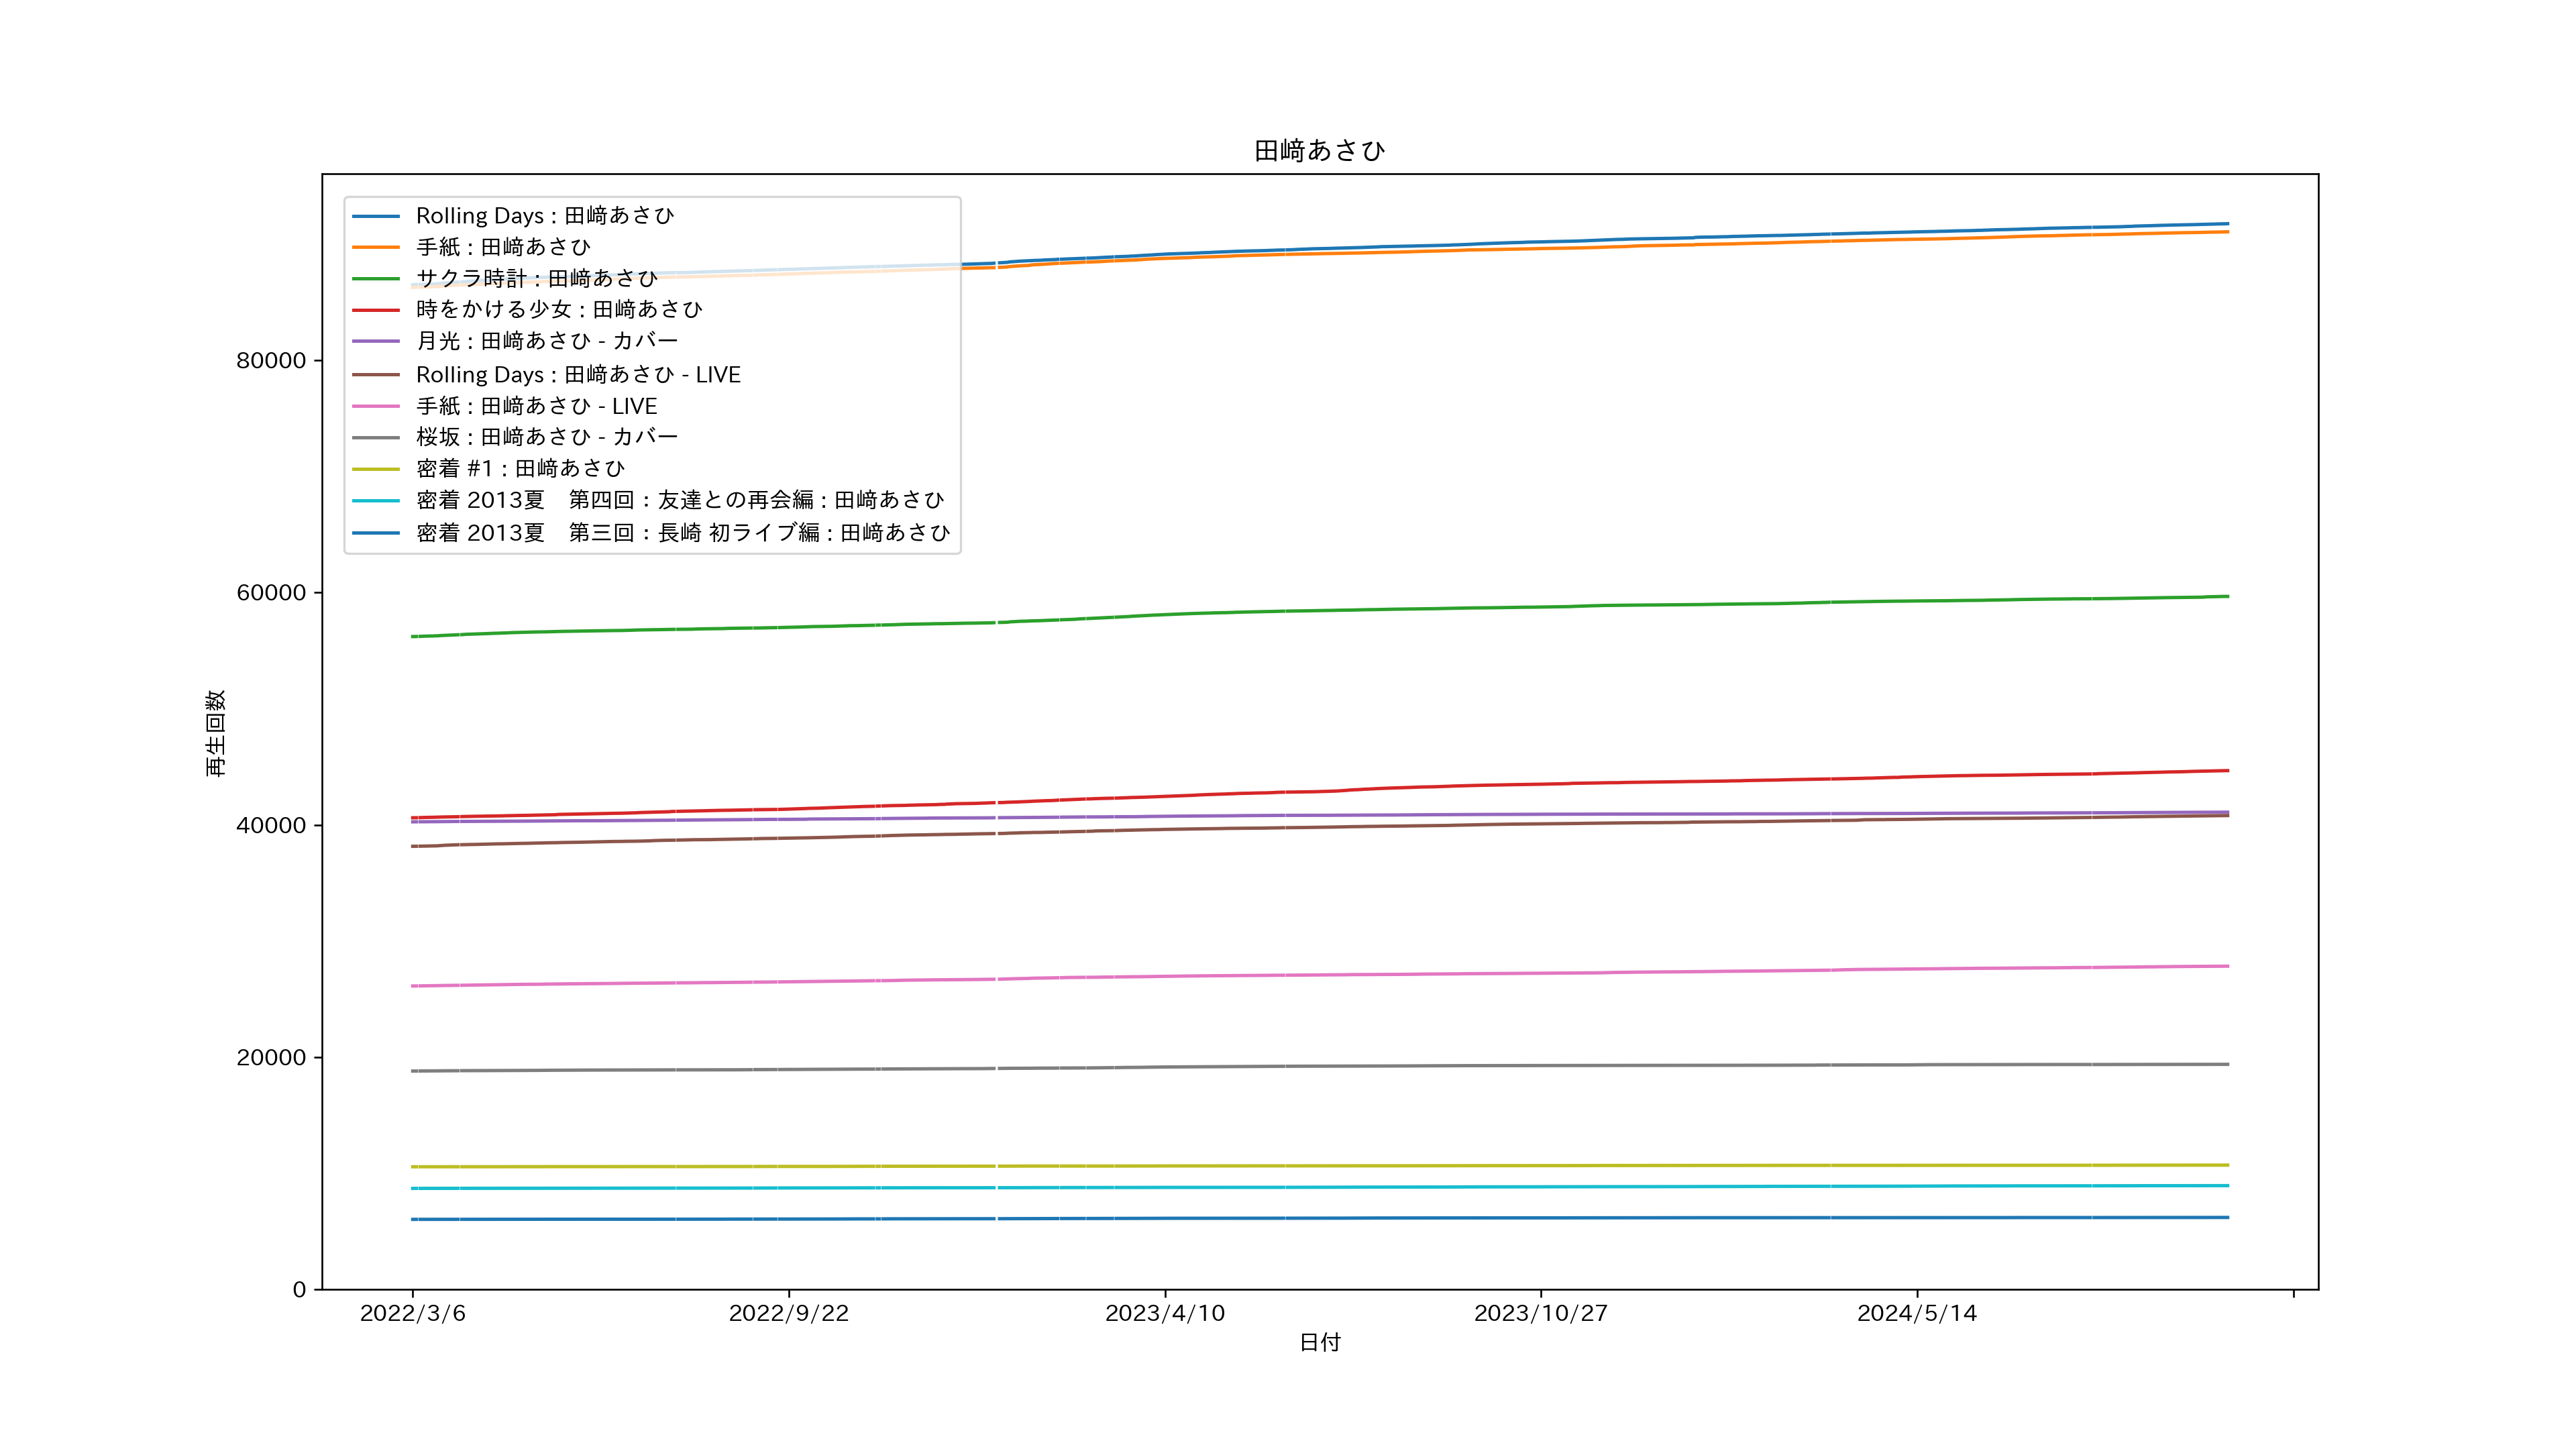 田﨑あさひ
Rolling Days : 田﨑あさひ
手紙 : 田﨑あさひ
サクラ時計 : 田﨑あさひ
時をかける少女 : 田﨑あさひ
月光 : 田﨑あさひ - カバー
Rolling Days : 田﨑あさひ - LIVE
手紙 : 田﨑あさひ - LIVE
桜坂 : 田﨑あさひ - カバー
密着 #1 : 田﨑あさひ
密着 2013夏　第四回：友達との再会編 : 田﨑あさひ
密着 2013夏　第三回：長崎 初ライブ編 : 田﨑あさひ
80000
60000
40000
20000
0
再生回数
2022/3/6
2022/9/22
2023/4/10
2023/10/27
2024/5/14
日付